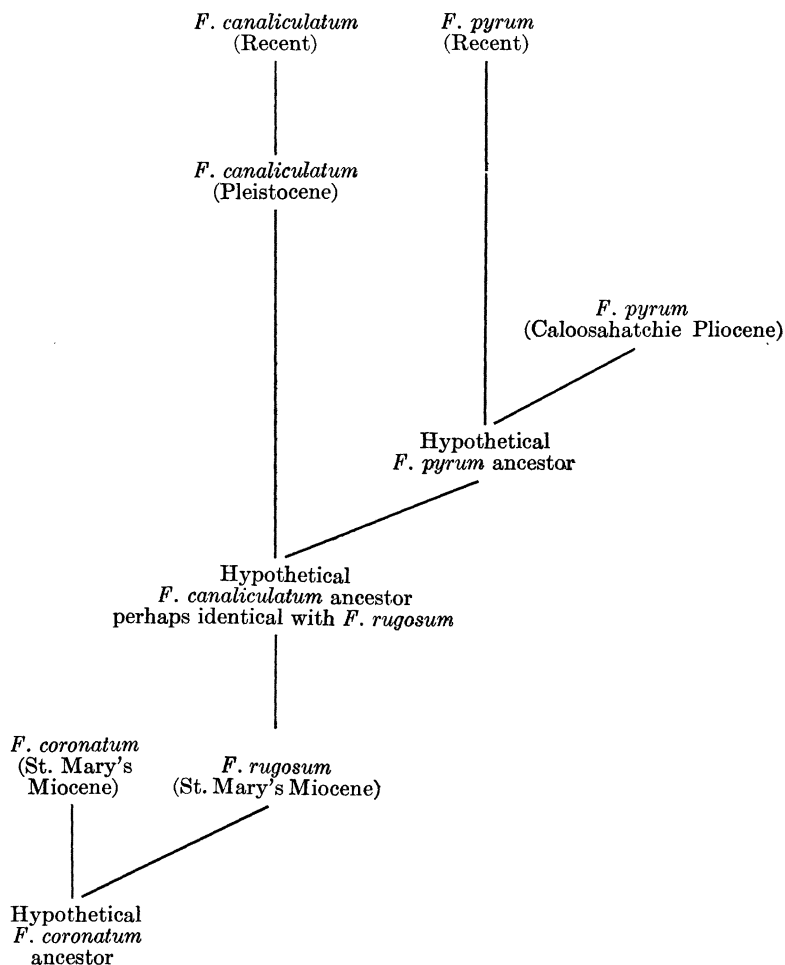 F. canaliculatum
(Recent)
F. pyrum
(Recent)
F. canaliculatum
(Pleistocene)
F. pyrum
(Caloosahatchie Pliocene)
Hypothetical
F. pyrum ancestor
Hypothetical
F. canaliculatum ancestor
perhaps identical with F. rugosum
F. coronatum
(St. Mary's
Miocene)
F. rugosum
(St. Mary's Miocene)
Hypothetical
F. coronatum
ancestor